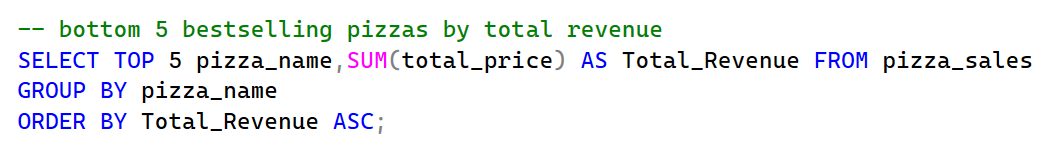 -- bottom 5 bestselling pizzas by total revenue
SELECT TOP 5 pizza_name,SUM(total_price) AS Total_Revenue FROM pizza_sales
GROUP BY pizza_name
ORDER BY Total_Revenue ASC;